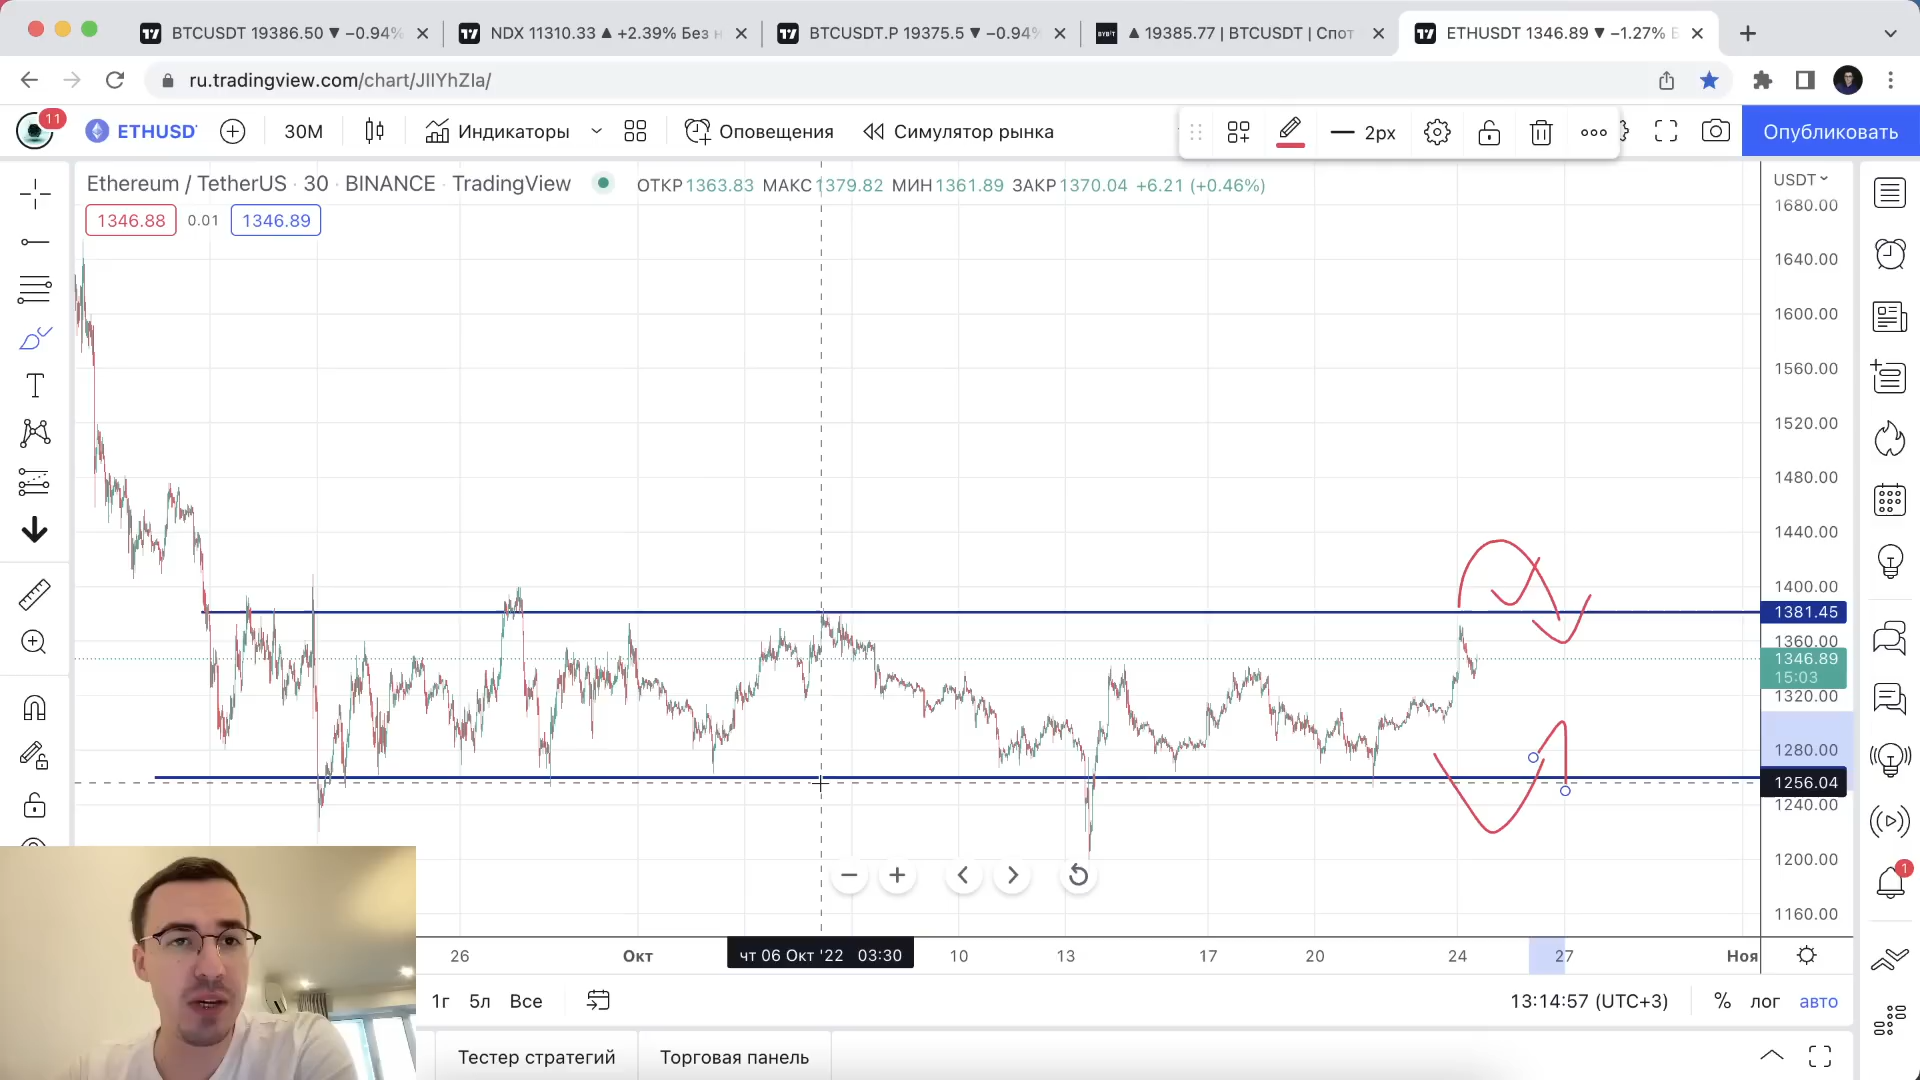 BTCUSDT 19386.50 ▼ −0.94%
NDX 11310.33 ▲ +2.39% Без н
BTCUSDT.P 19375.5 ▼ −0.94%
BYBIT ▲ 19385.77 | BTCUSDT | Спот
ETHUSDT 1346.89 ▼ −1.27% Б
ru.tradingview.com/chart/JIIYhZIa/
11
ETHUSD
30М
Индикаторы
Оповещения
Симулятор рынка
2px
Опубликовать
Ethereum / TetherUS · 30 · BINANCE · TradingView
ОТКР 1363.83 МАКС 1379.82 МИН 1361.89 ЗАКР 1370.04 +6.21 (+0.46%)
1346.88
0.01
1346.89
USDT
1680.00
1640.00
1600.00
1560.00
1520.00
1480.00
1440.00
1400.00
1381.45
1360.00
1346.89
15:03
1320.00
1280.00
1256.04
1240.00
1200.00
1160.00
1
26
Окт
чт 06 Окт '22 03:30
10
13
17
20
24
27
Ноя
1г
5л
Все
13:14:57 (UTC+3)
%
лог
авто
Тестер стратегий
Торговая панель